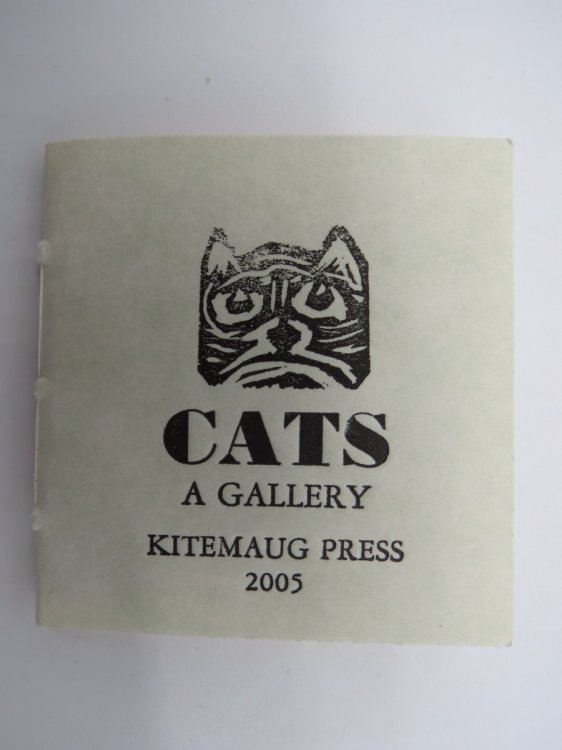 CATS
A GALLERY
KITEMAUG PRESS
2005